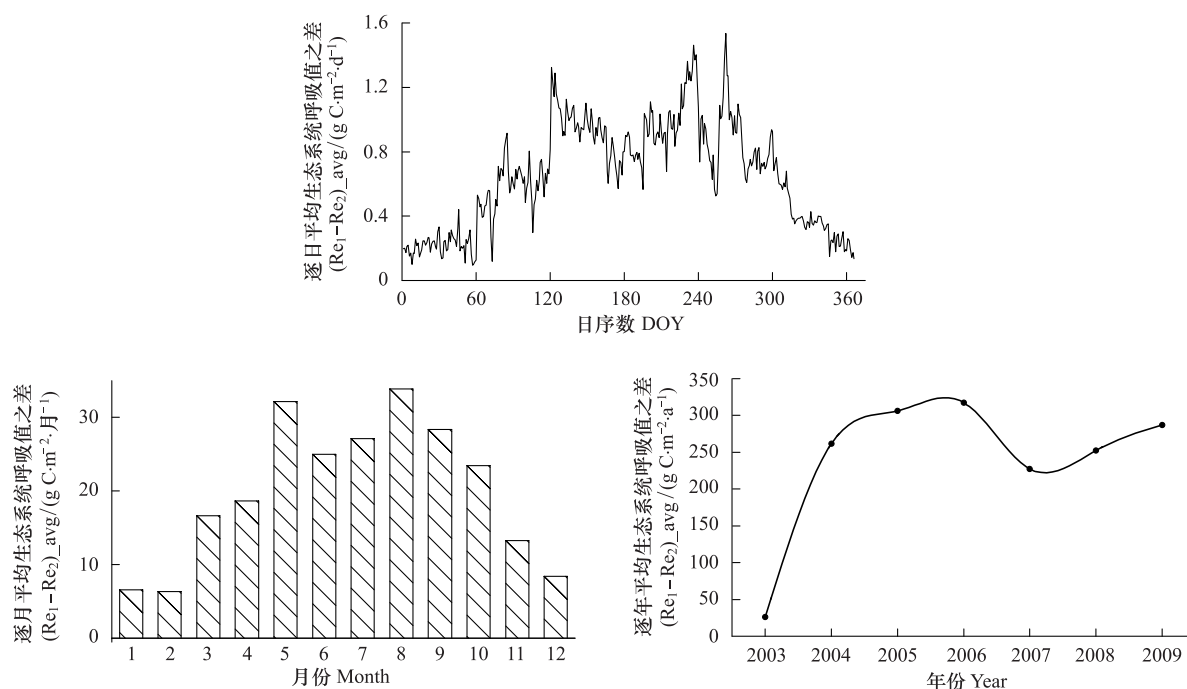 逐日平均生态系统呼吸值之差
(Re₁−Re₂)_avg/(g C·m⁻²·d⁻¹)
1.6
1.2
0.8
0.4
0
0 60 120 180 240 300 360
日序数 DOY
逐月平均生态系统呼吸值之差
(Re₁−Re₂)_avg/(g C·m⁻²·月⁻¹)
30
20
10
0
1 2 3 4 5 6 7 8 9 10 11 12
月份 Month
逐年平均生态系统呼吸值之差
(Re₁−Re₂)_avg/(g C·m⁻²·a⁻¹)
350
300
250
200
150
100
50
0
2003 2004 2005 2006 2007 2008 2009
年份 Year